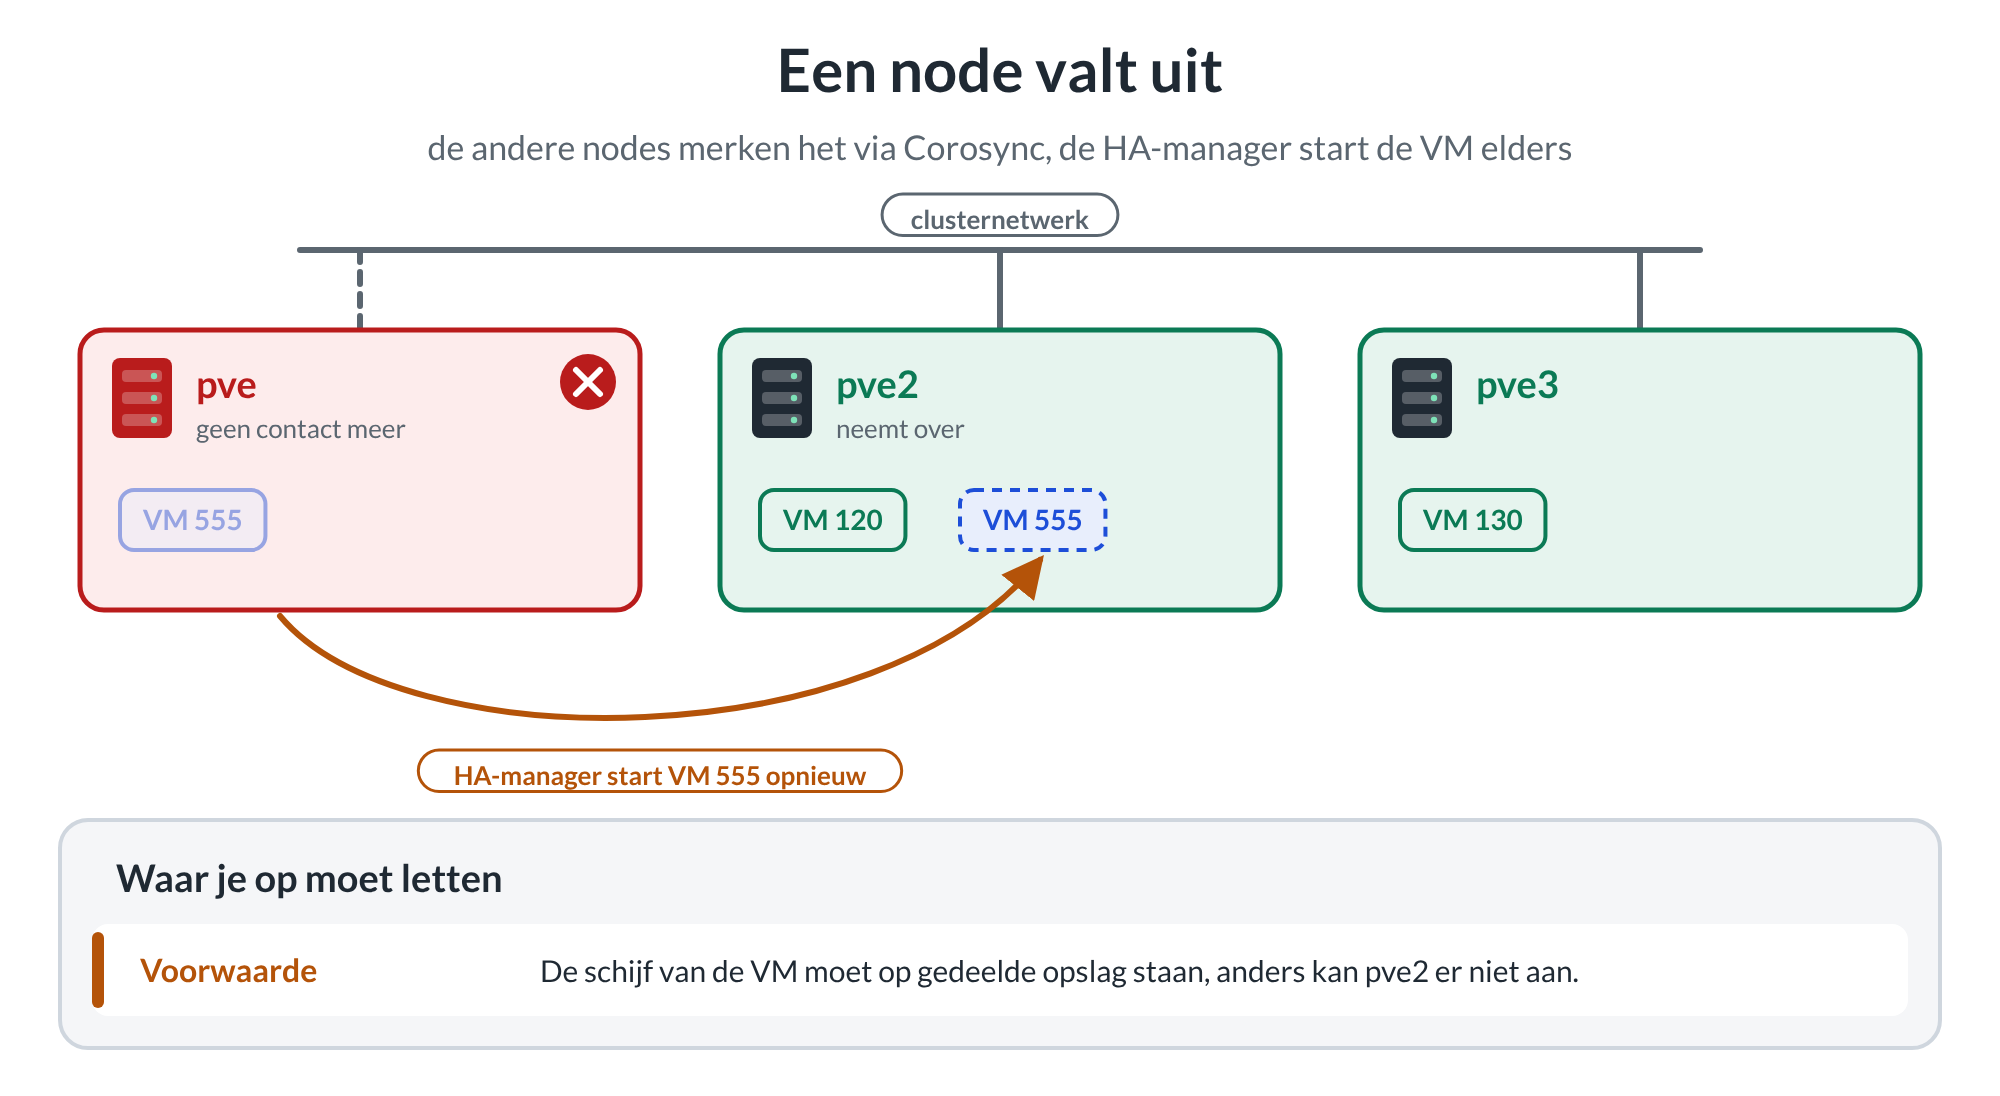 Een node valt uit
de andere nodes merken het via Corosync, de HA-manager start de VM elders
clusternetwerk
pve
geen contact meer
VM 555
pve2
neemt over
VM 120
VM 555
pve3
VM 130
HA-manager start VM 555 opnieuw
Waar je op moet letten
Voorwaarde
De schijf van de VM moet op gedeelde opslag staan, anders kan pve2 er niet aan.